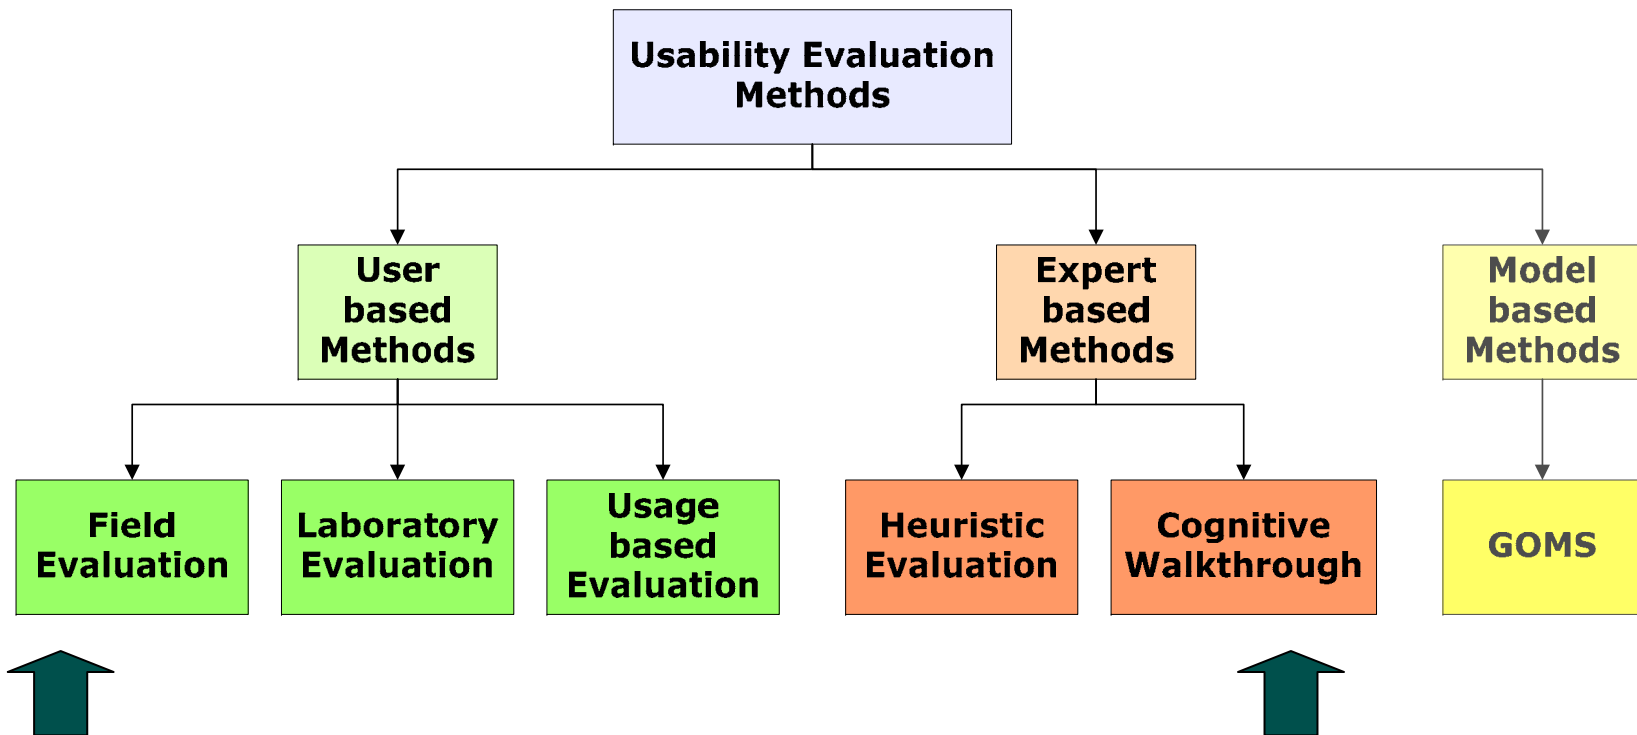 Usability Evaluation
Methods
User
based
Methods
Expert
based
Methods
Model
based
Methods
Field
Evaluation
Laboratory
Evaluation
Usage
based
Evaluation
Heuristic
Evaluation
Cognitive
Walkthrough
GOMS